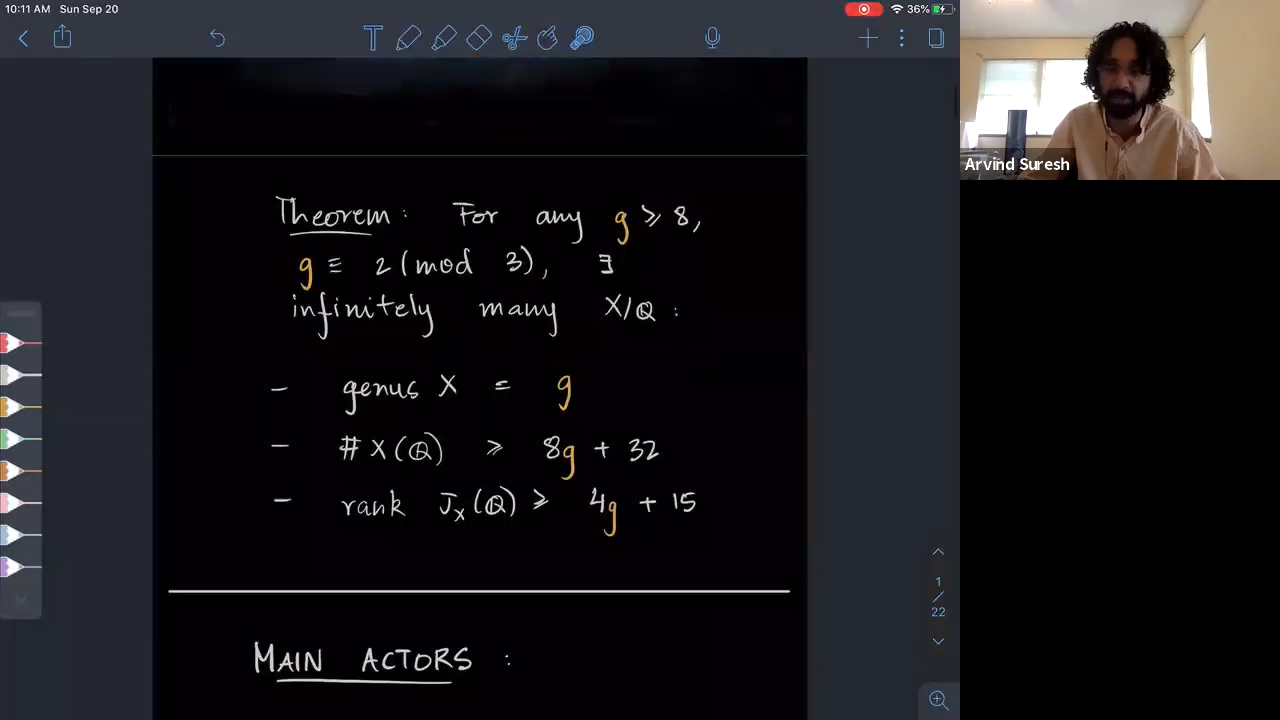 10:11 AM Sun Sep 20
36%
Theorem: For any g ⩾ 8,
g ≡ 2 (mod 3), ∃
infinitely many X/ℚ :
- genus X = g
- # X(ℚ) ⩾ 8g + 32
- rank J_X(ℚ) ⩾ 4g + 15
MAIN ACTORS :
1
/
22
Arvind Suresh